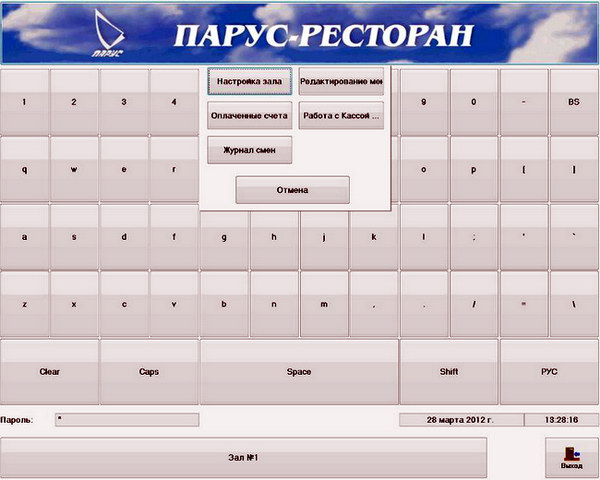 ПАРУС
ПАРУС-РЕСТОРАН
Настройка зала Редактирование мен
1 2 3 4 9 0 - BS
Оплаченные счета Работа с Кассой ...
Журнал смен
q w e r o p [ ]
Отмена
a s d f g h j k l ; ' `
z x c v b n m , . / = \
Clear Caps Space Shift РУС
Пароль: * 28 марта 2012 г. 13:28:16
Зал №1
Выход